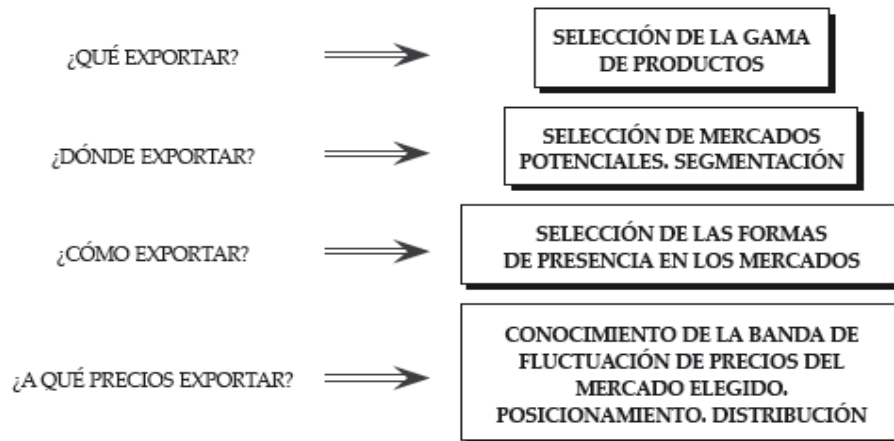 ¿QUÉ EXPORTAR?
SELECCIÓN DE LA GAMA
DE PRODUCTOS
¿DÓNDE EXPORTAR?
SELECCIÓN DE MERCADOS
POTENCIALES. SEGMENTACIÓN
¿CÓMO EXPORTAR?
SELECCIÓN DE LAS FORMAS
DE PRESENCIA EN LOS MERCADOS
¿A QUÉ PRECIOS EXPORTAR?
CONOCIMIENTO DE LA BANDA DE
FLUCTUACIÓN DE PRECIOS DEL
MERCADO ELEGIDO.
POSICIONAMIENTO. DISTRIBUCIÓN